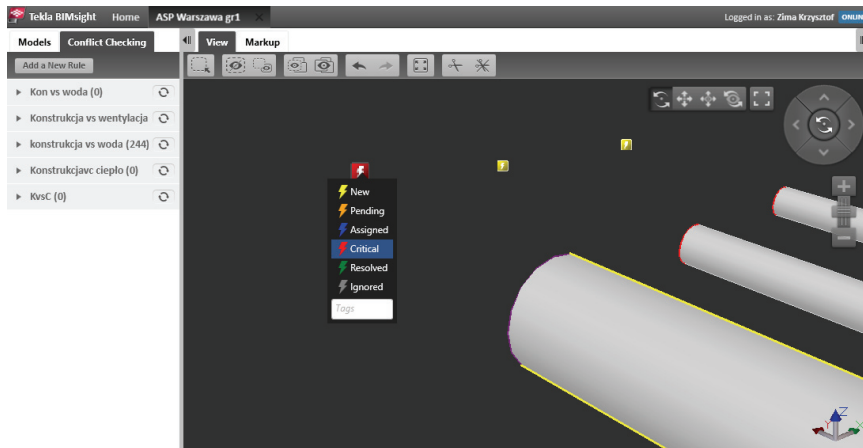 Tekla BIMsight Home ASP Warszawa gr1 Logged in as: Zima Krzysztof ONLIN
Models Conflict Checking View Markup
Add a New Rule
Kon vs woda (0)
Konstrukcja vs wentylacja
konstrukcja vs woda (244)
Konstrukcjavc cieplo (0)
KvsC (0)
New
Pending
Assigned
Critical
Resolved
Ignored
Tags
Z
Y
X